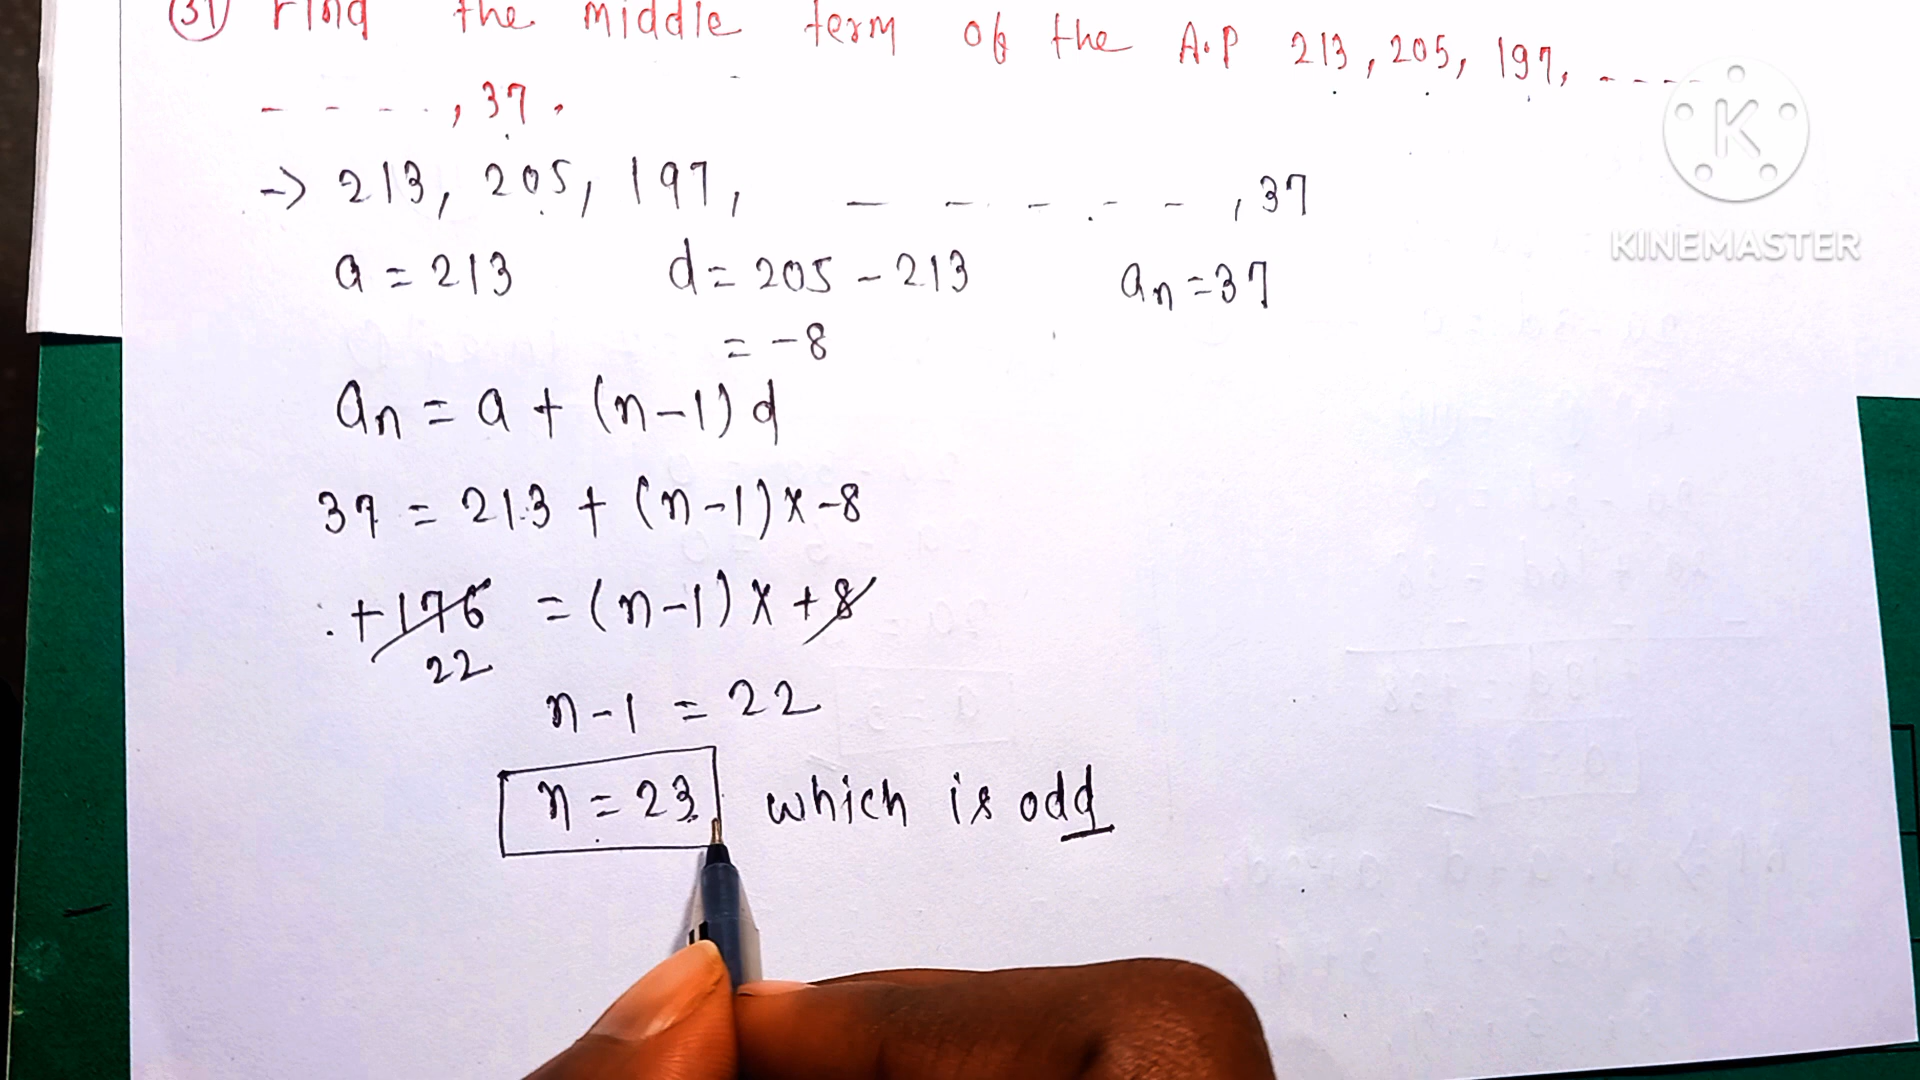 (31) Find the middle term of the A.P 213, 205, 197, ----
- - - - , 37.
-> 213, 205, 197, - - - - - , 37
a = 213 d = 205 - 213 an = 37
= -8
an = a + (n-1) d
37 = 213 + (n-1) x -8
+176 = (n-1) x +8
22
n-1 = 22
n = 23 which is odd
K
KINEMASTER